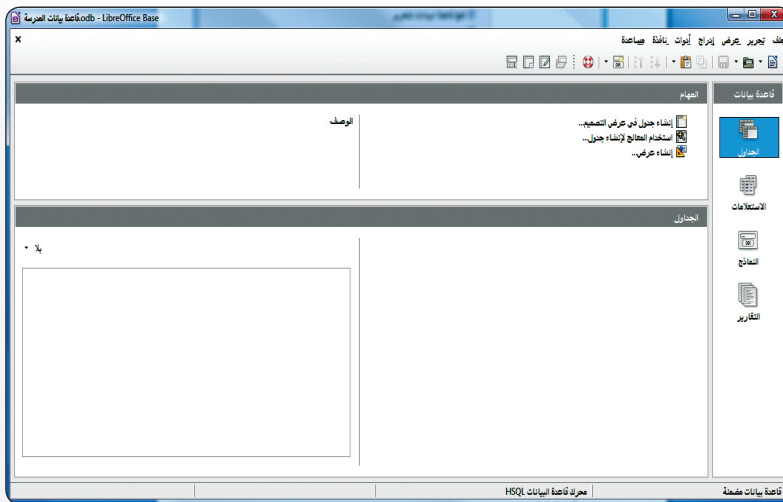 قاعدة بيانات المدرسة.odb - LibreOffice Base
ملف تحرير عرض إدراج أدوات نافذة مساعدة
قاعدة بيانات
المهام
الجداول
الاستعلامات
النماذج
التقارير
إنشاء جدول في عرض التصميم...
استخدام المعالج لإنشاء جدول...
إنشاء عرض...
الوصف
الجداول
بلا
قاعدة بيانات مضمنة
محرك قاعدة البيانات HSQL